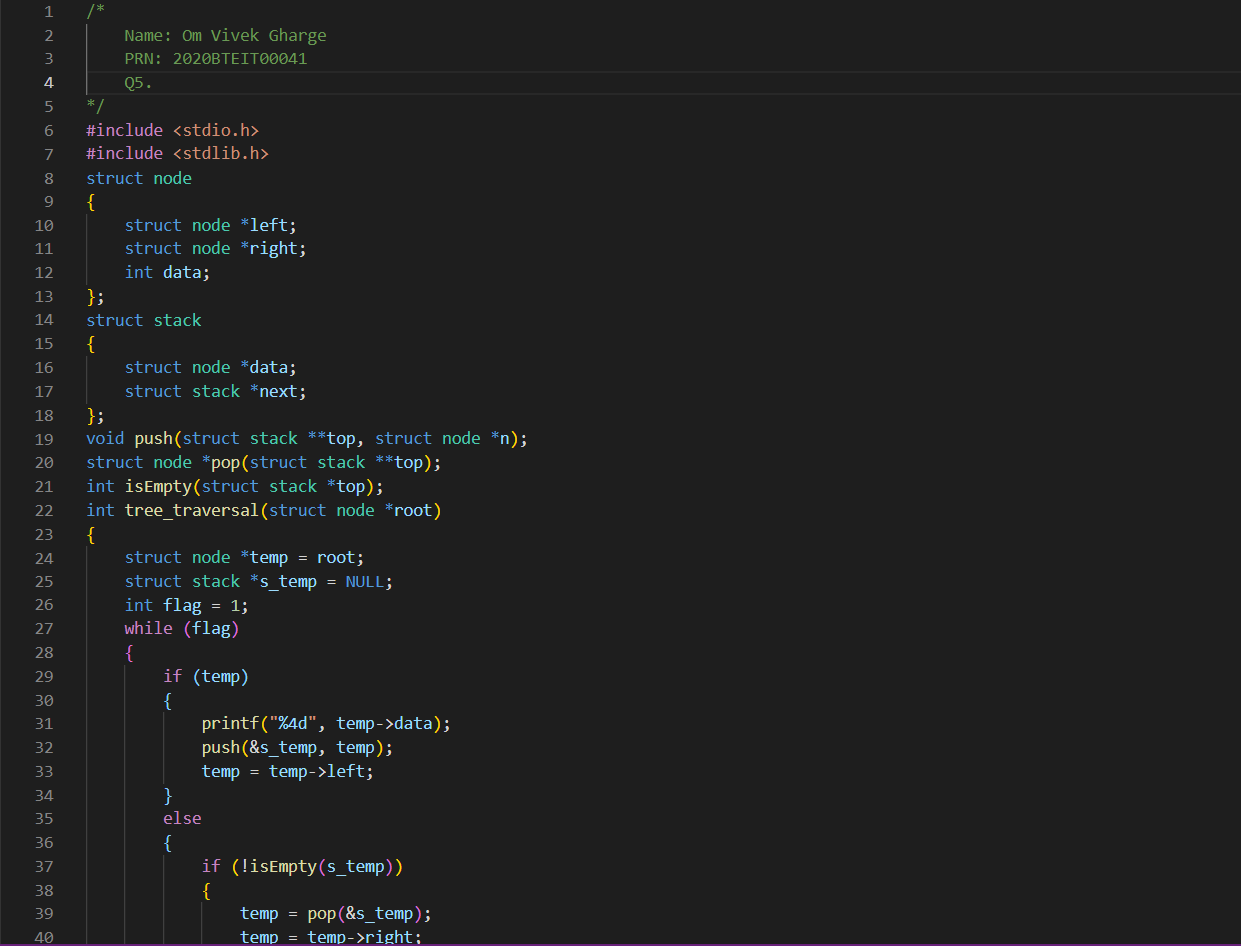 1 /*
2 Name: Om Vivek Gharge
3 PRN: 2020BTEIT00041
4 Q5.
5 */
6 #include <stdio.h>
7 #include <stdlib.h>
8 struct node
9 {
10 struct node *left;
11 struct node *right;
12 int data;
13 };
14 struct stack
15 {
16 struct node *data;
17 struct stack *next;
18 };
19 void push(struct stack **top, struct node *n);
20 struct node *pop(struct stack **top);
21 int isEmpty(struct stack *top);
22 int tree_traversal(struct node *root)
23 {
24 struct node *temp = root;
25 struct stack *s_temp = NULL;
26 int flag = 1;
27 while (flag)
28 {
29 if (temp)
30 {
31 printf("%4d", temp->data);
32 push(&s_temp, temp);
33 temp = temp->left;
34 }
35 else
36 {
37 if (!isEmpty(s_temp))
38 {
39 temp = pop(&s_temp);
40 temp = temp->right;